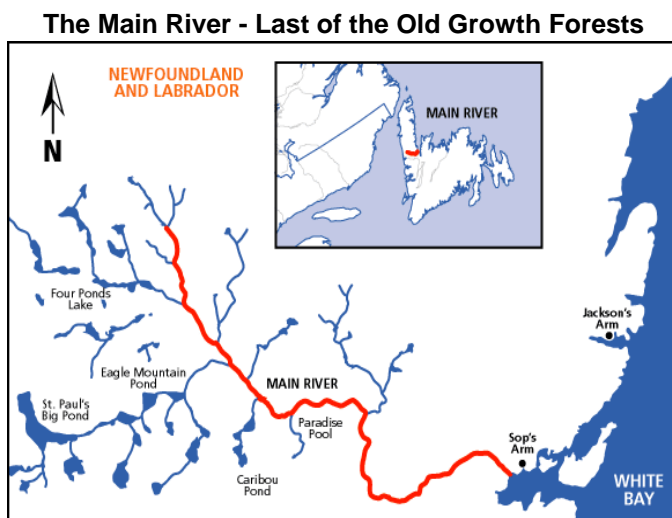 The Main River - Last of the Old Growth Forests
NEWFOUNDLAND
AND LABRADOR
N
MAIN RIVER
Four Ponds
Lake
Jackson's
Arm
Eagle Mountain
Pond
MAIN RIVER
St. Paul's
Big Pond
Paradise
Pool
Sop's
Arm
Caribou
Pond
WHITE
BAY